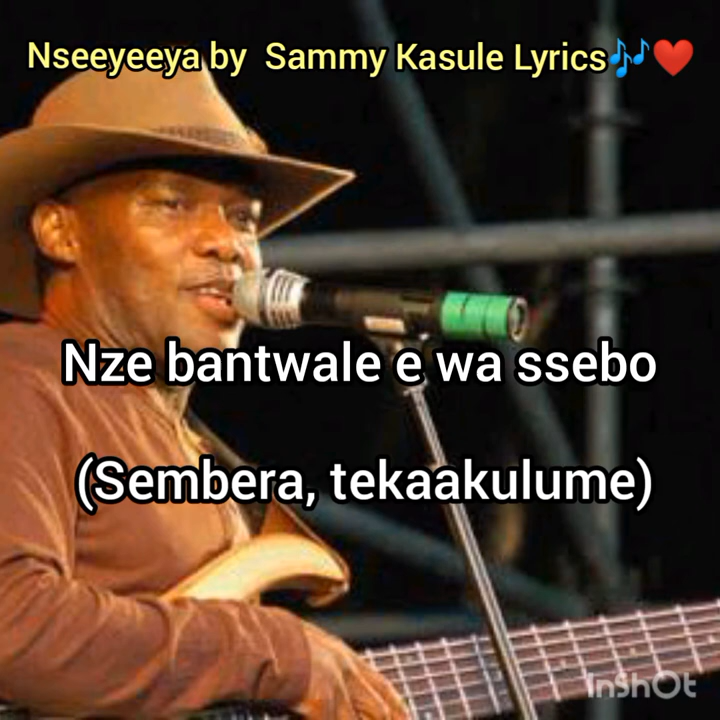 Nseeyeeya by Sammy Kasule Lyrics🎶❤️
Nze bantwale e wa ssebo
(Sembera, tekaakulume)
InShOt